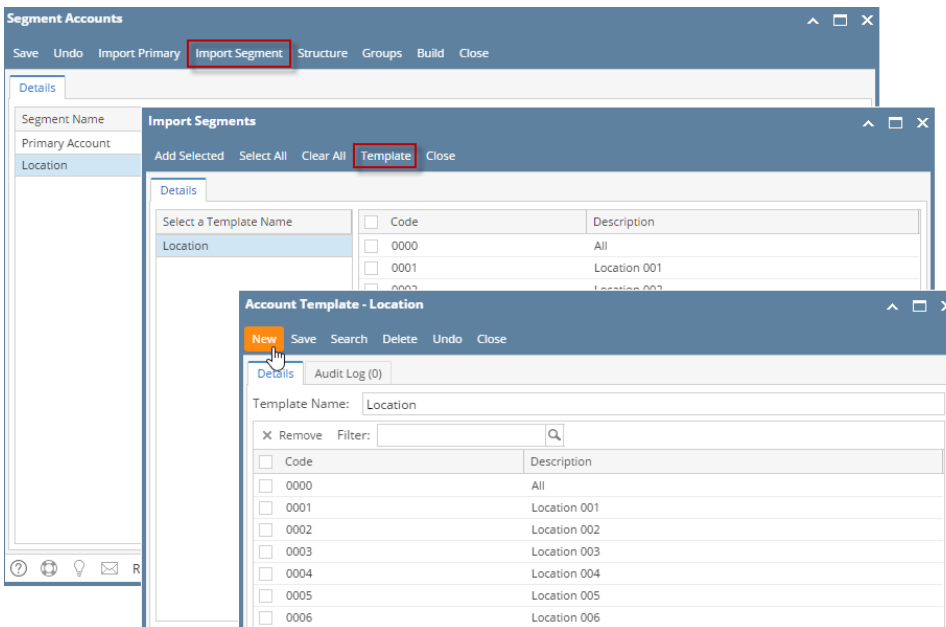 Segment Accounts
Save Undo Import Primary Import Segment Structure Groups Build Close
Details
Segment Name
Primary Account
Location
R
Import Segments
Add Selected Select All Clear All Template Close
Details
Select a Template Name
Location
Code Description
0000 All
0001 Location 001
0002 Location 002
Account Template - Location
New Save Search Delete Undo Close
Details Audit Log (0)
Template Name: Location
Remove Filter:
Code Description
0000 All
0001 Location 001
0002 Location 002
0003 Location 003
0004 Location 004
0005 Location 005
0006 Location 006